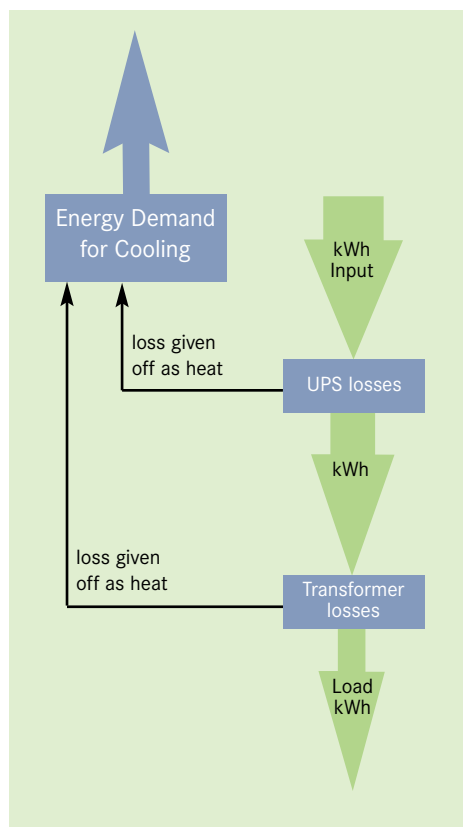 Energy Demand
for Cooling
kWh
Input
loss given
off as heat
UPS losses
kWh
loss given
off as heat
Transformer
losses
Load
kWh